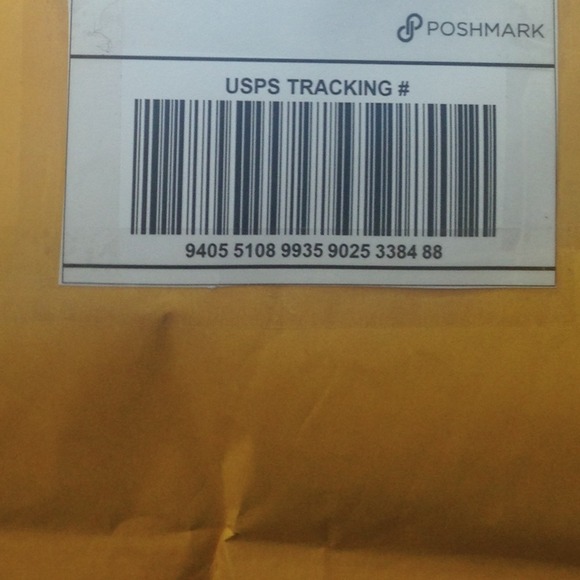 POSHMARK
USPS TRACKING #
9405 5108 9935 9025 3384 88